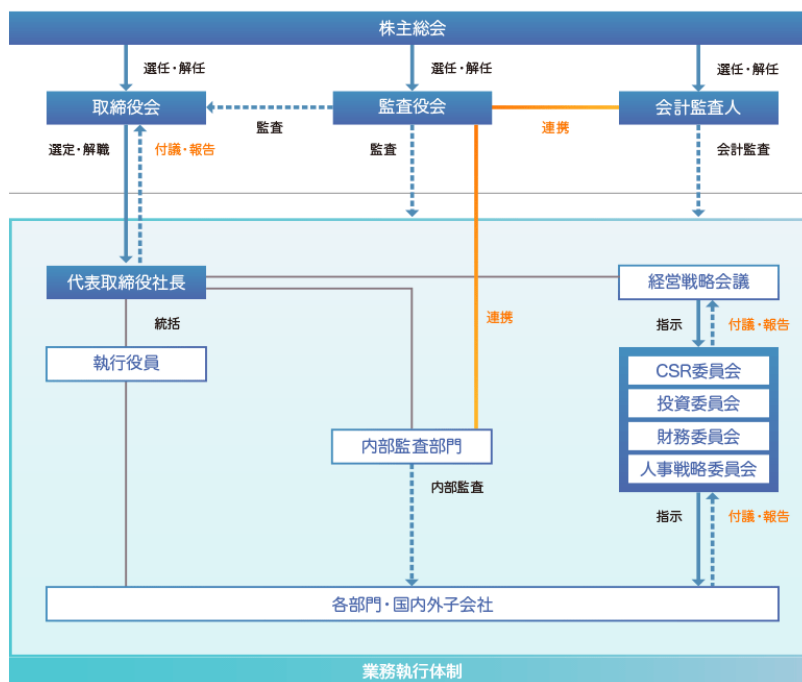 株主総会
選任・解任
選任・解任
選任・解任
取締役会
監査役会
会計監査人
監査
連携
選定・解職
付議・報告
監査
会計監査
代表取締役社長
経営戦略会議
統括
連携
指示
付議・報告
執行役員
CSR委員会
投資委員会
財務委員会
人事戦略委員会
内部監査部門
内部監査
指示
付議・報告
各部門・国内外子会社
業務執行体制